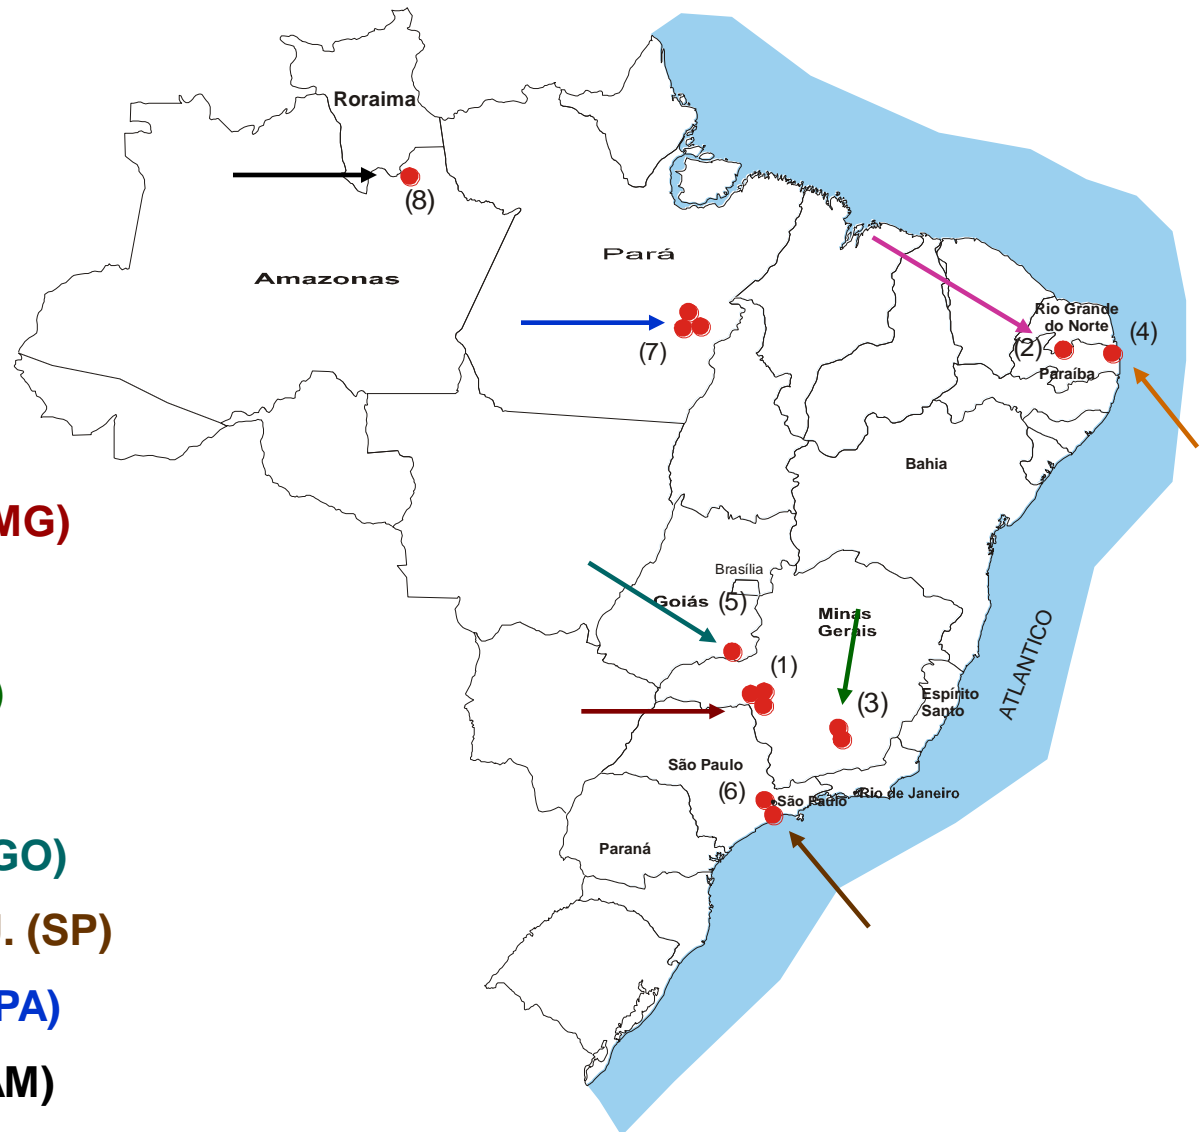 Roraima
(8)
Pará
Amazonas
Rio Grande
do Norte
(4)
(2)
(7)
Paraíba
Bahia
MG)
Brasília
Goiás
(5)
Minas
Gerais
ATLANTICO
(1)
)
Espírito
Santo
(3)
São Paulo
(6)
São Paulo
Rio de Janeiro
Paraná
GO)
. (SP)
PA)
AM)